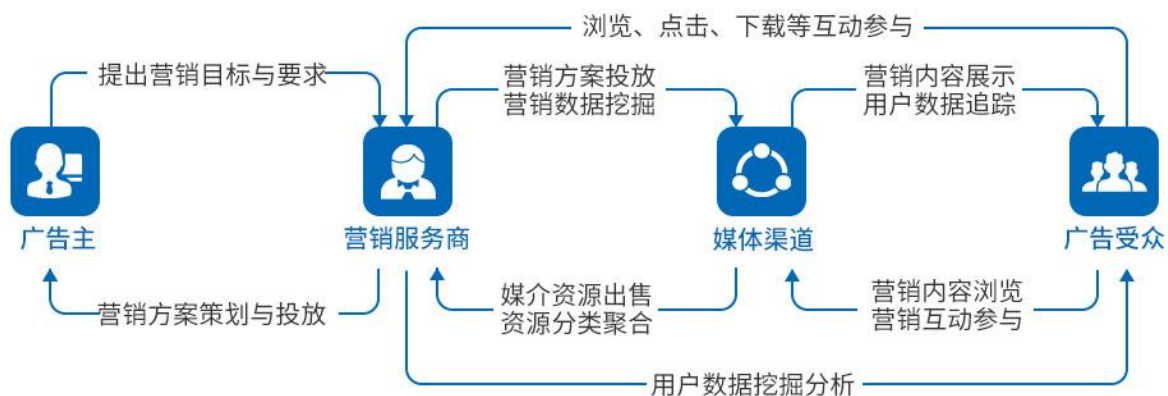 浏览、点击、下载等互动参与
提出营销目标与要求
营销方案投放
营销数据挖掘
营销内容展示
用户数据追踪
广告主
营销服务商
媒体渠道
广告受众
营销方案策划与投放
媒介资源出售
资源分类聚合
营销内容浏览
营销互动参与
用户数据挖掘分析